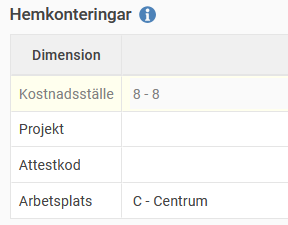 Hemkonteringar
Dimension
Kostnadsställe 8 - 8
Projekt
Attestkod
Arbetsplats C - Centrum